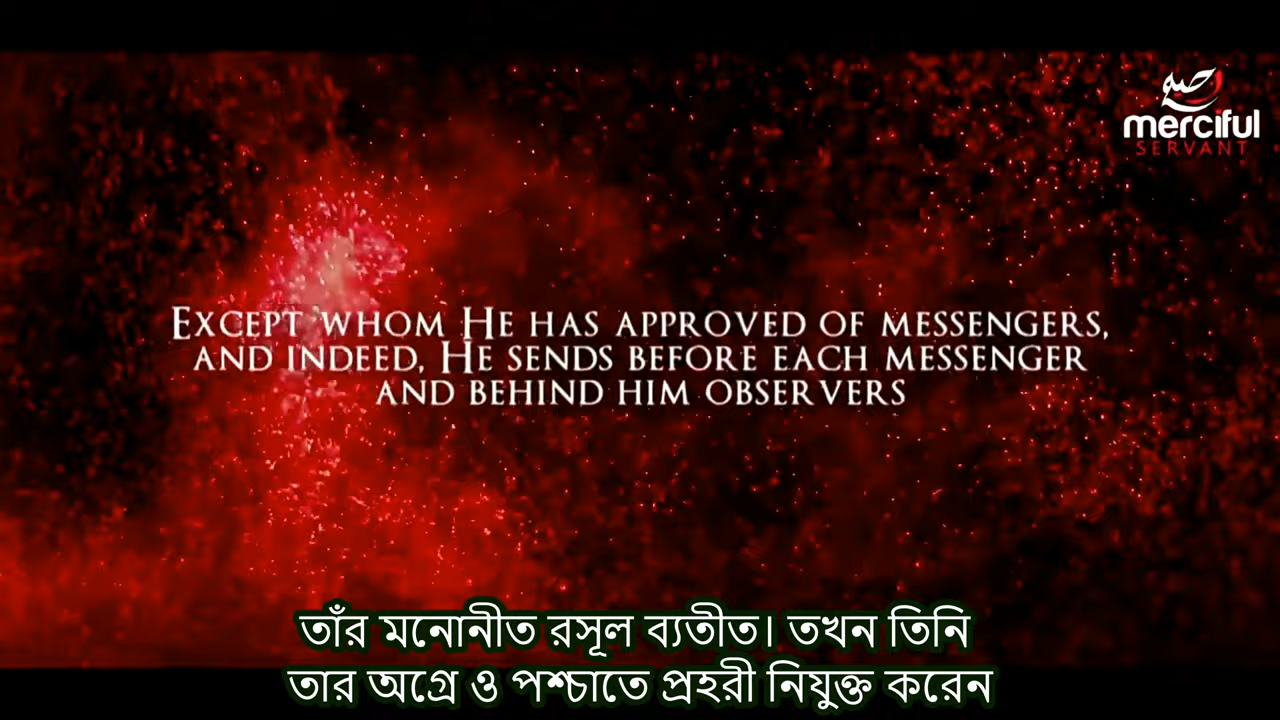 merciful
SERVANT
EXCEPT WHOM HE HAS APPROVED OF MESSENGERS,
AND INDEED, HE SENDS BEFORE EACH MESSENGER
AND BEHIND HIM OBSERVERS
তাঁর মনোনীত রসূল ব্যতীত। তখন তিনি
তার অগ্রে ও পশ্চাতে প্রহরী নিযুক্ত করেন